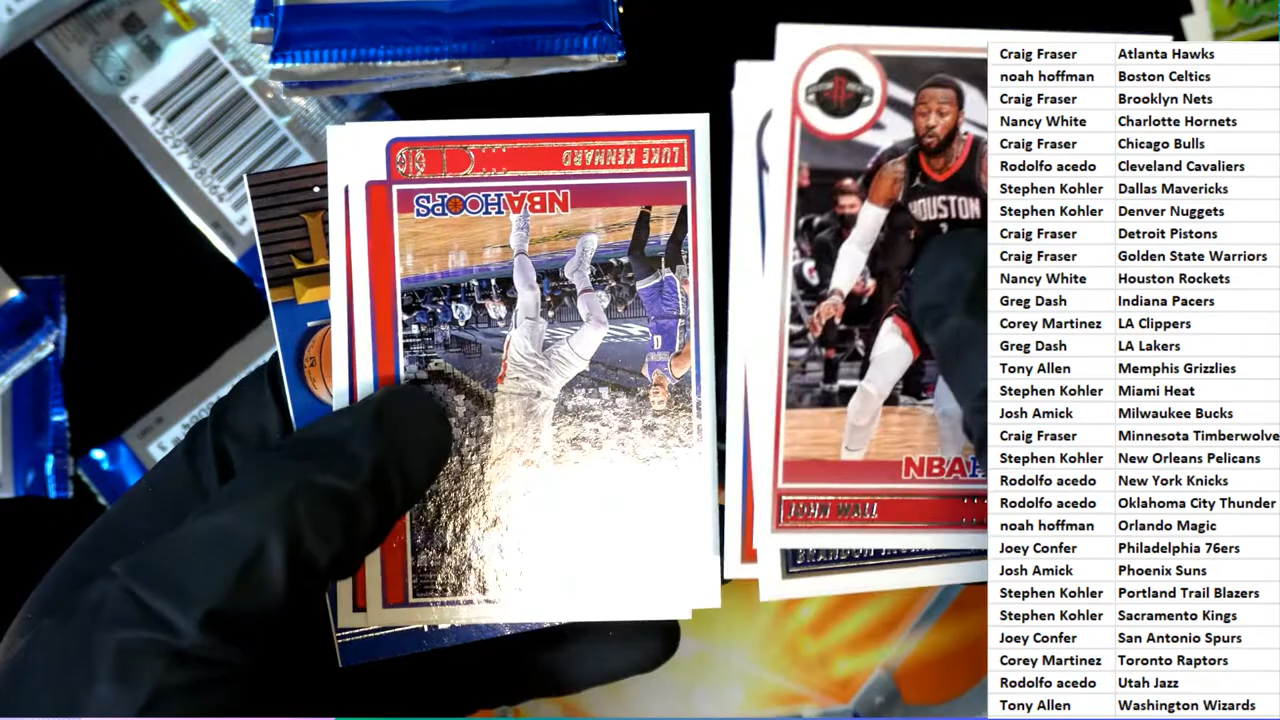 LUKE KENNARD
NBA HOOPS
HOUSTON
NBA
JOHN WALL
BRANDON
Craig Fraser Atlanta Hawks
noah hoffman Boston Celtics
Craig Fraser Brooklyn Nets
Nancy White Charlotte Hornets
Craig Fraser Chicago Bulls
Rodolfo acedo Cleveland Cavaliers
Stephen Kohler Dallas Mavericks
Stephen Kohler Denver Nuggets
Craig Fraser Detroit Pistons
Craig Fraser Golden State Warriors
Nancy White Houston Rockets
Greg Dash Indiana Pacers
Corey Martinez LA Clippers
Greg Dash LA Lakers
Tony Allen Memphis Grizzlies
Stephen Kohler Miami Heat
Josh Amick Milwaukee Bucks
Craig Fraser Minnesota Timberwolve
Stephen Kohler New Orleans Pelicans
Rodolfo acedo New York Knicks
Rodolfo acedo Oklahoma City Thunder
noah hoffman Orlando Magic
Joey Confer Philadelphia 76ers
Josh Amick Phoenix Suns
Stephen Kohler Portland Trail Blazers
Stephen Kohler Sacramento Kings
Joey Confer San Antonio Spurs
Corey Martinez Toronto Raptors
Rodolfo acedo Utah Jazz
Tony Allen Washington Wizards